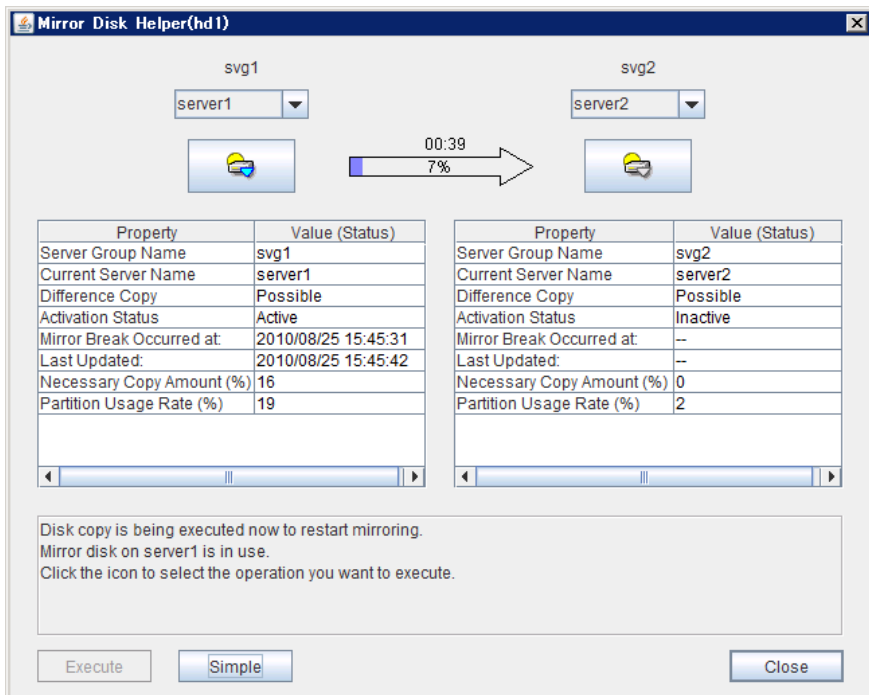 Mirror Disk Helper(hd1)
svg1 svg2
server1 server2
00:39
7%
Property Value (Status)
Server Group Name svg1
Current Server Name server1
Difference Copy Possible
Activation Status Active
Mirror Break Occurred at: 2010/08/25 15:45:31
Last Updated: 2010/08/25 15:45:42
Necessary Copy Amount (%) 16
Partition Usage Rate (%) 19
Property Value (Status)
Server Group Name svg2
Current Server Name server2
Difference Copy Possible
Activation Status Inactive
Mirror Break Occurred at: --
Last Updated: --
Necessary Copy Amount (%) 0
Partition Usage Rate (%) 2
Disk copy is being executed now to restart mirroring.
Mirror disk on server1 is in use.
Click the icon to select the operation you want to execute.
Execute Simple Close